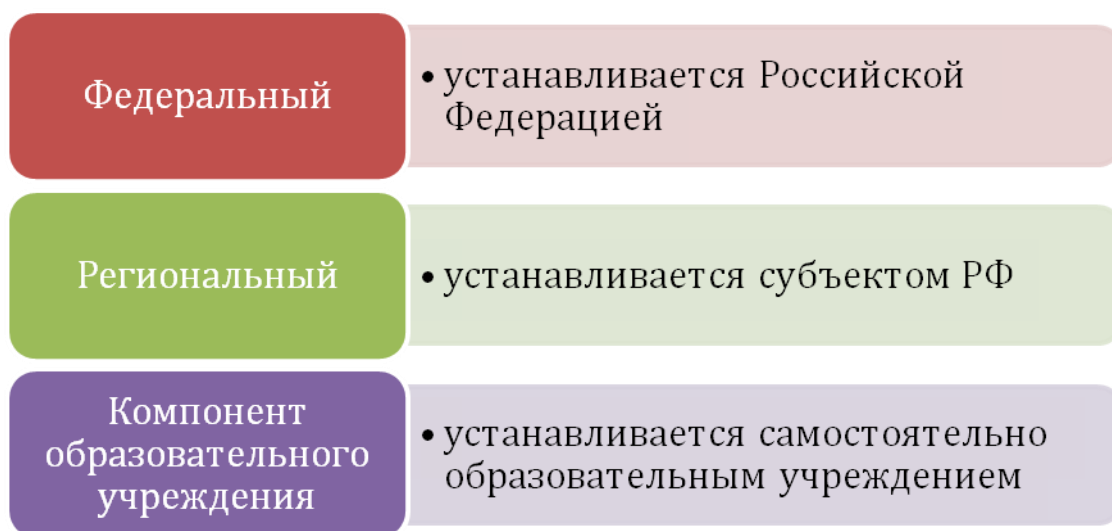 Федеральный
• устанавливается Российской
Федерацией
Региональный
• устанавливается субъектом РФ
Компонент
образовательного
учреждения
• устанавливается самостоятельно
образовательным учреждением